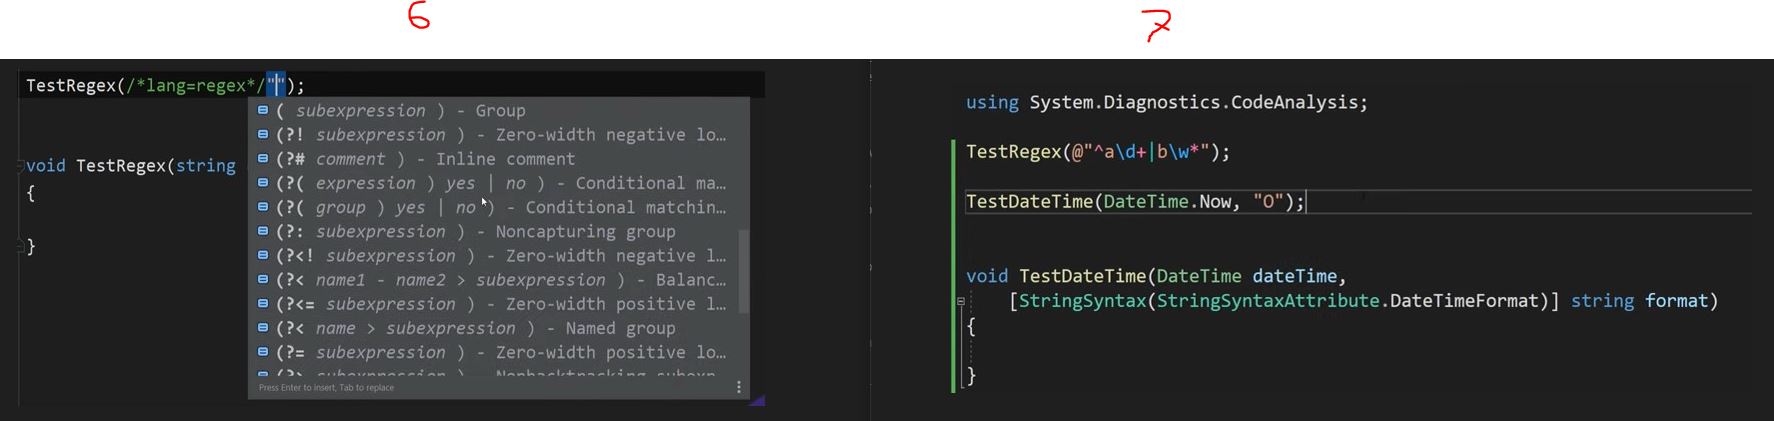 6
7
TestRegex(/*lang=regex*/"");
( subexpression ) - Group
(?! subexpression ) - Zero-width negative lo...
(?# comment ) - Inline comment
(?( expression ) yes | no ) - Conditional ma...
(?( group ) yes | no ) - Conditional matchin...
(?: subexpression ) - Noncapturing group
(?<! subexpression ) - Zero-width negative l...
(?< name1 - name2 > subexpression ) - Balanc...
(?<= subexpression ) - Zero-width positive l...
(?< name > subexpression ) - Named group
(?= subexpression ) - Zero-width positive lo...
(?> subexpression ) - Nonbacktracking subexp...
Press Enter to insert, Tab to replace
void TestRegex(string
{
}
using System.Diagnostics.CodeAnalysis;
TestRegex(@"^a\d+|b\w*");
TestDateTime(DateTime.Now, "O");
void TestDateTime(DateTime dateTime,
[StringSyntax(StringSyntaxAttribute.DateTimeFormat)] string format)
{
}